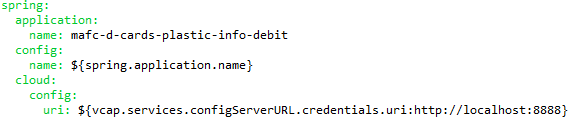 spring:
  application:
    name: mafc-d-cards-plastic-info-debit
  config:
    name: ${spring.application.name}
  cloud:
    config:
      uri: ${vcap.services.configServerURL.credentials.uri:http://localhost:8888}